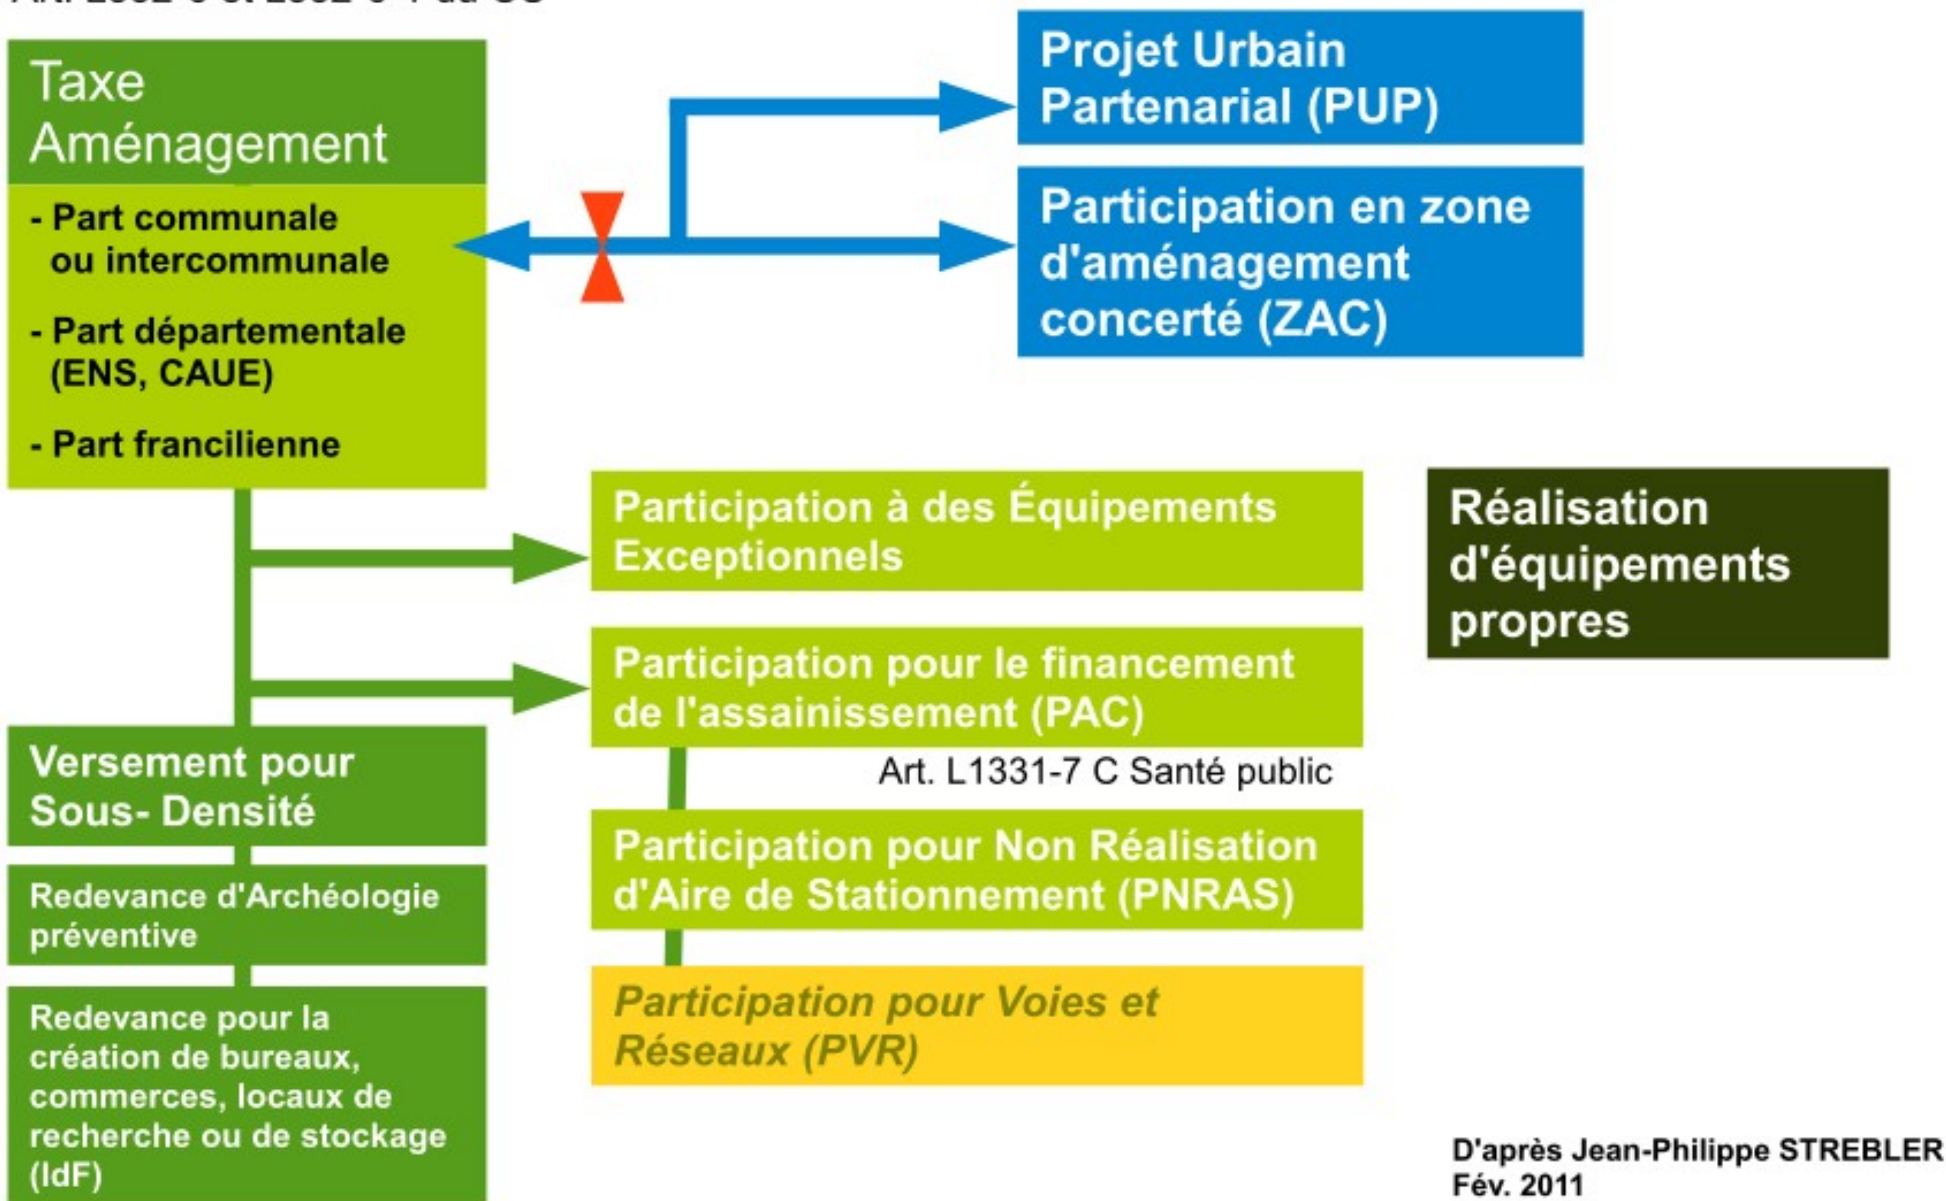 Taxe
Aménagement
- Part communale
ou intercommunale
- Part départementale
(ENS, CAUE)
- Part francilienne
Projet Urbain
Partenarial (PUP)
Participation en zone
d'aménagement
concerté (ZAC)
Participation à des Équipements
Exceptionnels
Participation pour le financement
de l'assainissement (PAC)
Art. L1331-7 C Santé public
Participation pour Non Réalisation
d'Aire de Stationnement (PNRAS)
Participation pour Voies et
Réseaux (PVR)
Réalisation
d'équipements
propres
Versement pour
Sous- Densité
Redevance d'Archéologie
préventive
Redevance pour la
création de bureaux,
commerces, locaux de
recherche ou de stockage
(IdF)
D'après Jean-Philippe STREBLER
Fév. 2011